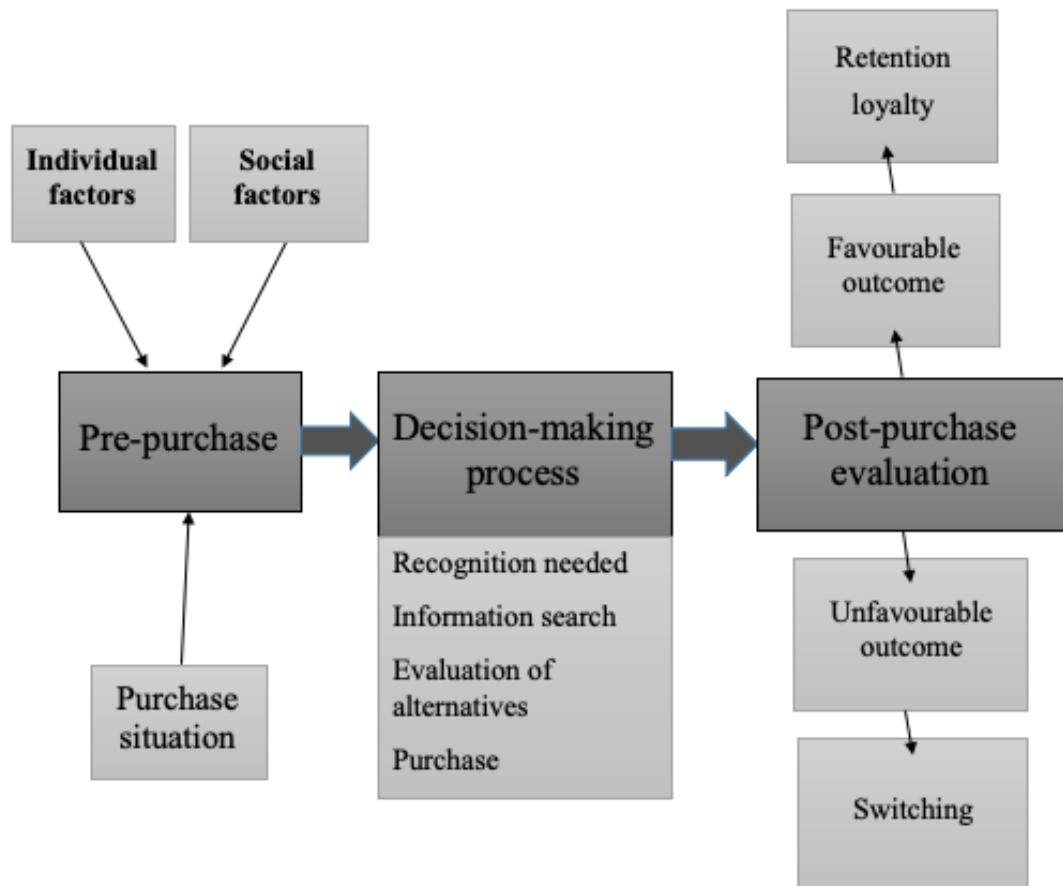 Retention
loyalty
Individual
factors
Social
factors
Favourable
outcome
Pre-purchase
Decision-making
process
Post-purchase
evaluation
Recognition needed
Information search
Evaluation of
alternatives
Purchase
Unfavourable
outcome
Purchase
situation
Switching